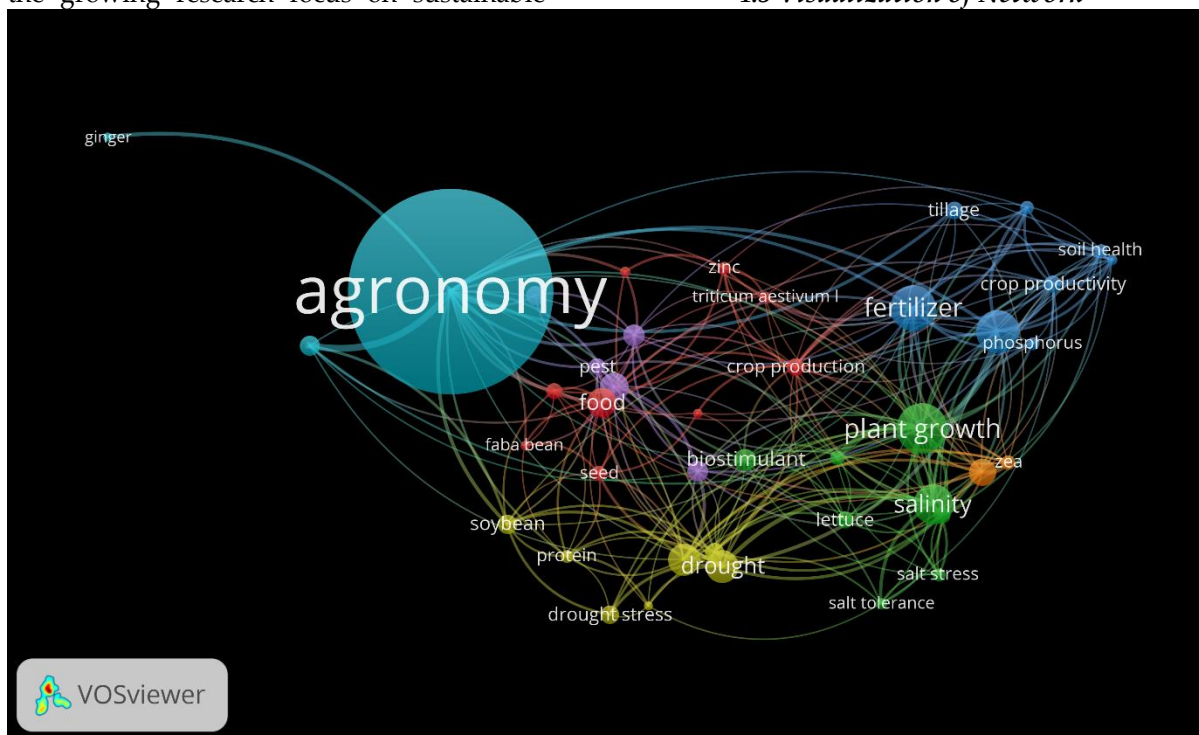 the growing research focus on sustainable
ginger
agronomy
tillage
soil health
zinc
triticum aestivum l
crop productivity
fertilizer
phosphorus
pest
crop production
food
plant growth
faba bean
biostimulant
zea
seed
salinity
soybean
lettuce
protein
drought
salt stress
drought stress
salt tolerance
VOSviewer